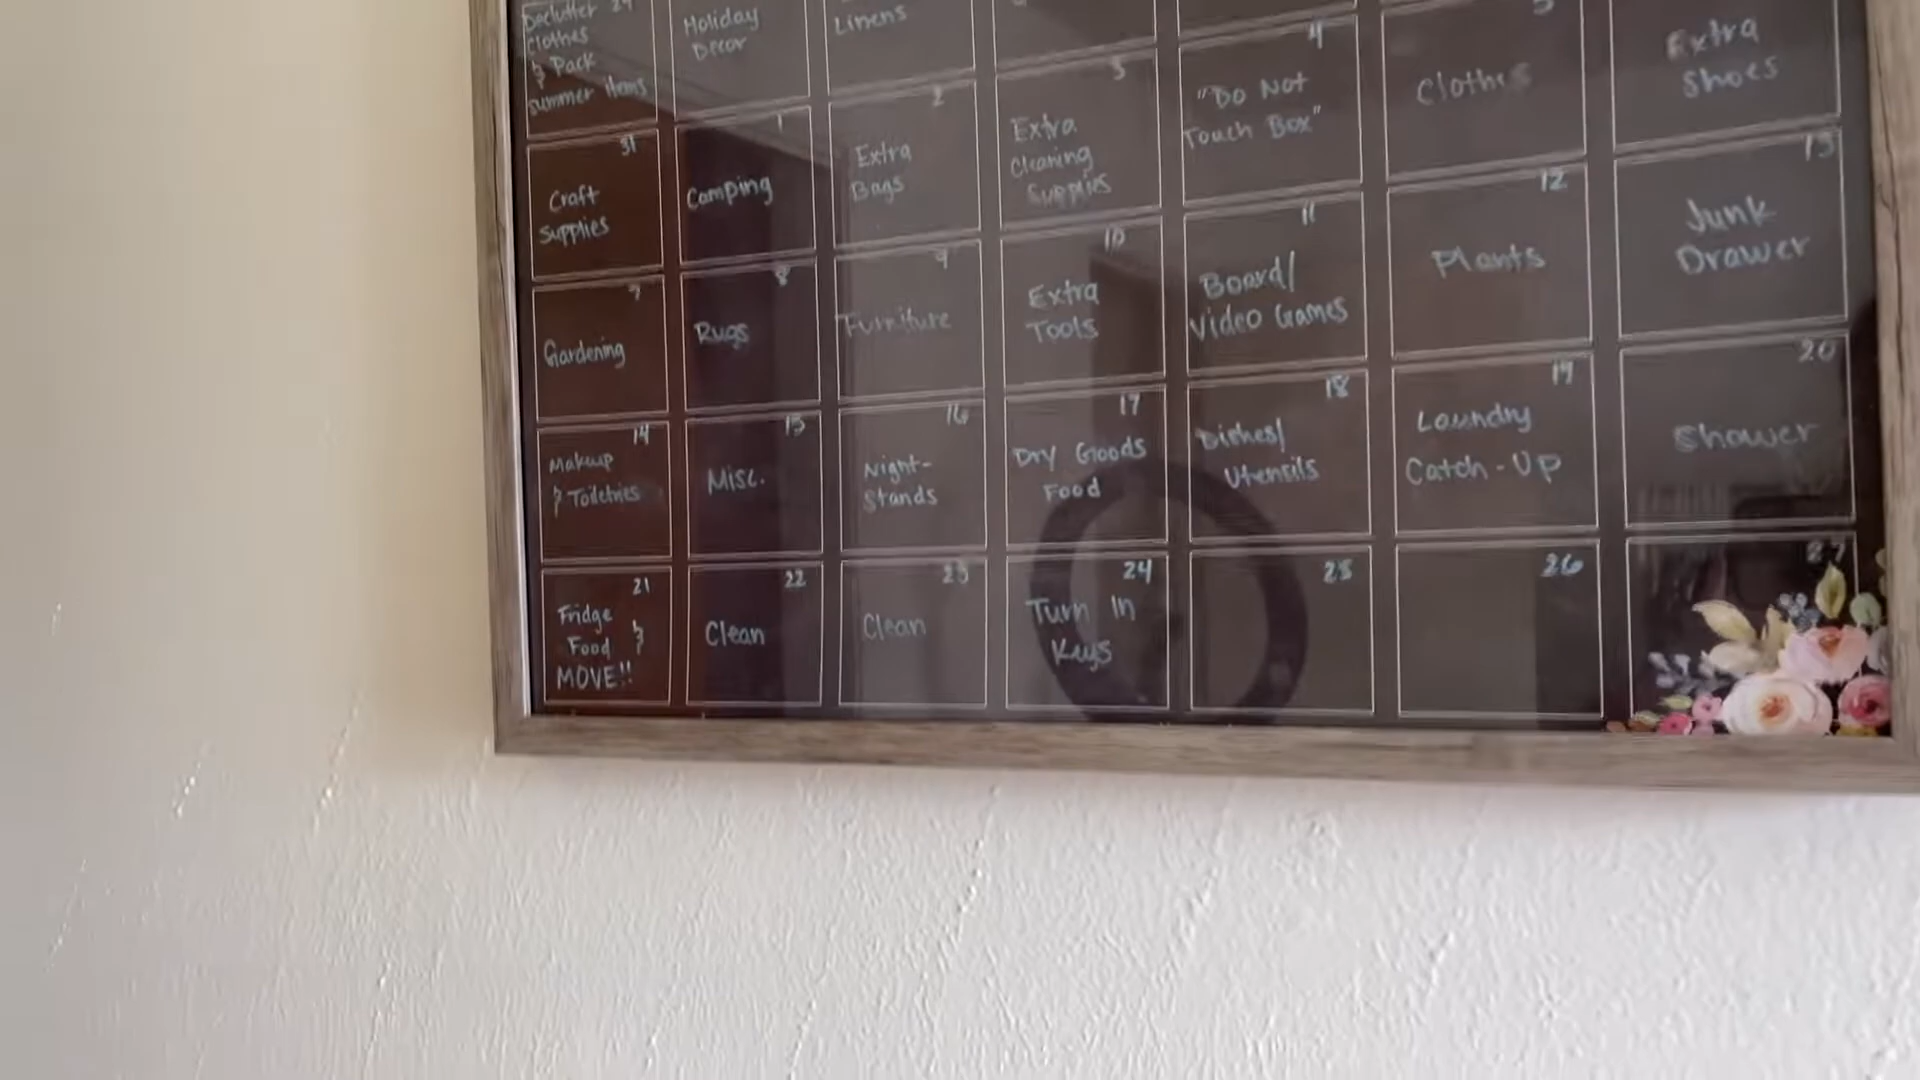 Declutter 24
Clothes
& Pack
summer items
Holiday
Decor
Linens
5
Extra
Shoes
31
Craft
Supplies
1
Camping
2
Extra
Bags
3
Extra
Cleaning
Supplies
4
"Do Not
Touch Box"
Clothes
7
Gardening
8
Rugs
9
Furniture
10
Extra
Tools
11
Board/
Video Games
12
Plants
13
Junk
Drawer
14
Makeup
& Toiletries
15
Misc.
16
Night-
Stands
17
Dry Goods
Food
18
Dishes/
Utensils
19
Laundry
Catch-Up
20
Shower
21
Fridge
Food &
MOVE!!
22
Clean
23
Clean
24
Turn In
Keys
25
26
27